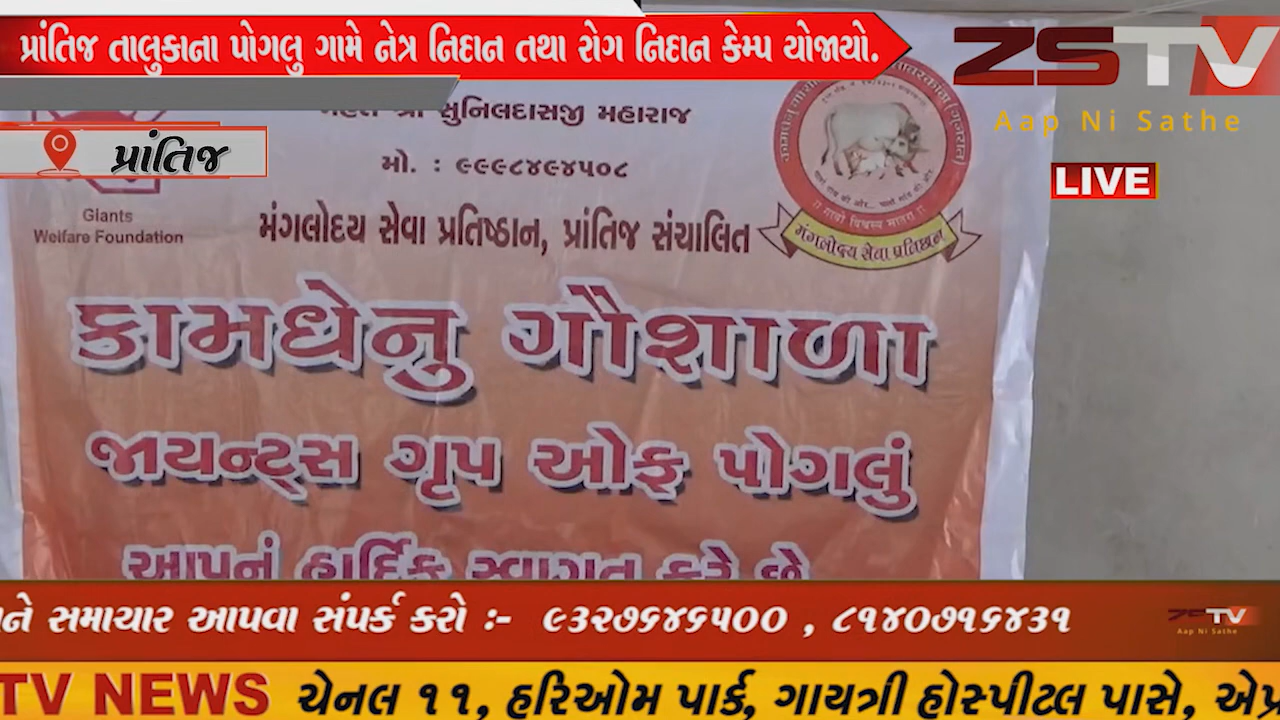 પ્રાંતિજ તાલુકાના પોગલુ ગામે નેત્ર નિદાન તથા રોગ નિદાન કેમ્પ યોજાયો.
ZSTV
Aap Ni Sathe
LIVE
પ્રાંતિજ
શ્રી સુનિલદાસજી મહારાજ
મો. : ૯૯૯૮૪૯૪૫૦૮
Giants
Welfare Foundation
મંગલોદય સેવા પ્રતિષ્ઠાન, પ્રાંતિજ સંચાલિત
મંગલોદય સેવા પ્રતિષ્ઠાન
કામધેનુ ગૌશાળા
જાયન્ટ્સ ગૃપ ઓફ પોગલું
આપનું હાર્દિક સ્વાગત કરે છે
ને સમાચાર આપવા સંપર્ક કરો :- ૯૩૨૭૬૪૬૫૦૦ , ૮૧૪૦૭૧૬૪૩૧
ZSTV
Aap Ni Sathe
TV NEWS ચેનલ ૧૧, હરિઓમ પાર્ક, ગાયત્રી હોસ્પીટલ પાસે, એપ્ર